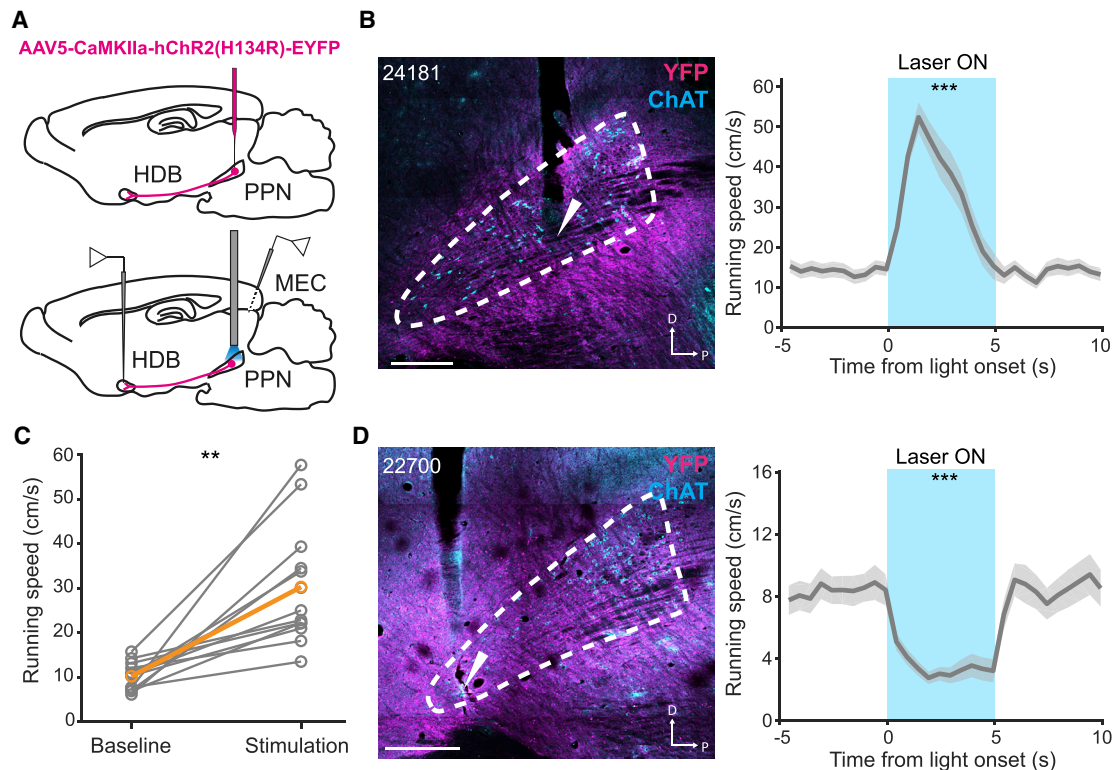 A
AAV5-CaMKIIa-hChR2(H134R)-EYFP
HDB
PPN
MEC
HDB
PPN
B
24181
YFP
ChAT
D
P
Laser ON
***
Running speed (cm/s)
60
50
40
30
20
10
0
-5
0
5
10
Time from light onset (s)
C
**
Running speed (cm/s)
60
50
40
30
20
10
0
Baseline
Stimulation
D
22700
YFP
ChAT
D
P
Laser ON
***
Running speed (cm/s)
16
12
8
4
0
-5
0
5
10
Time from light onset (s)